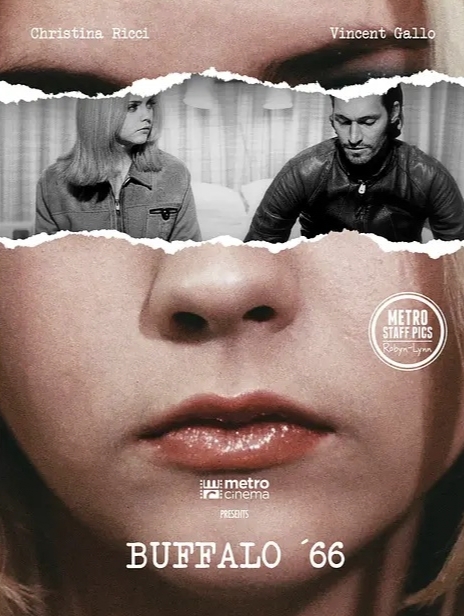 Christina Ricci
Vincent Gallo
METRO
STAFF PICS
Robyn-Lynn
metro
cinema
PRESENTS
BUFFALO ´66